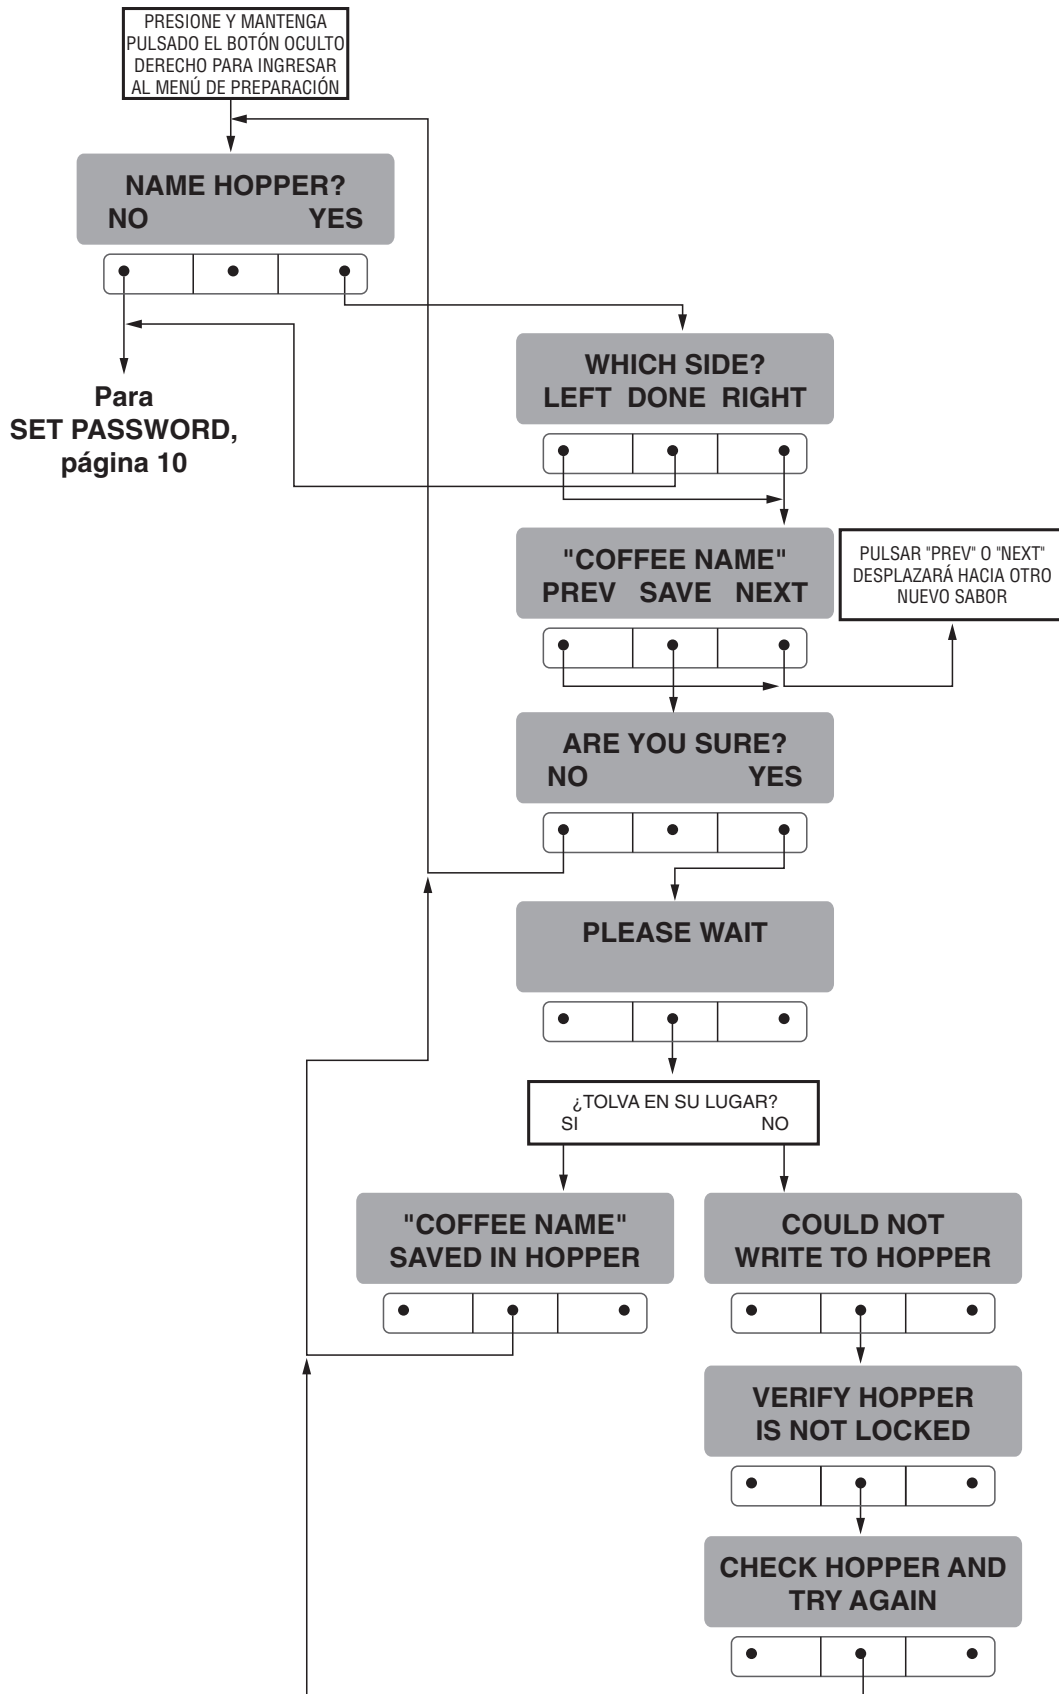 PRESIONE Y MANTENGA
PULSADO EL BOTÓN OCULTO
DERECHO PARA INGRESAR
AL MENÚ DE PREPARACIÓN
NAME HOPPER?
NO YES
Para
SET PASSWORD,
página 10
WHICH SIDE?
LEFT DONE RIGHT
"COFFEE NAME"
PREV SAVE NEXT
PULSAR "PREV" O "NEXT"
DESPLAZARÁ HACIA OTRO
NUEVO SABOR
ARE YOU SURE?
NO YES
PLEASE WAIT
¿TOLVA EN SU LUGAR?
SI NO
"COFFEE NAME"
SAVED IN HOPPER
COULD NOT
WRITE TO HOPPER
VERIFY HOPPER
IS NOT LOCKED
CHECK HOPPER AND
TRY AGAIN